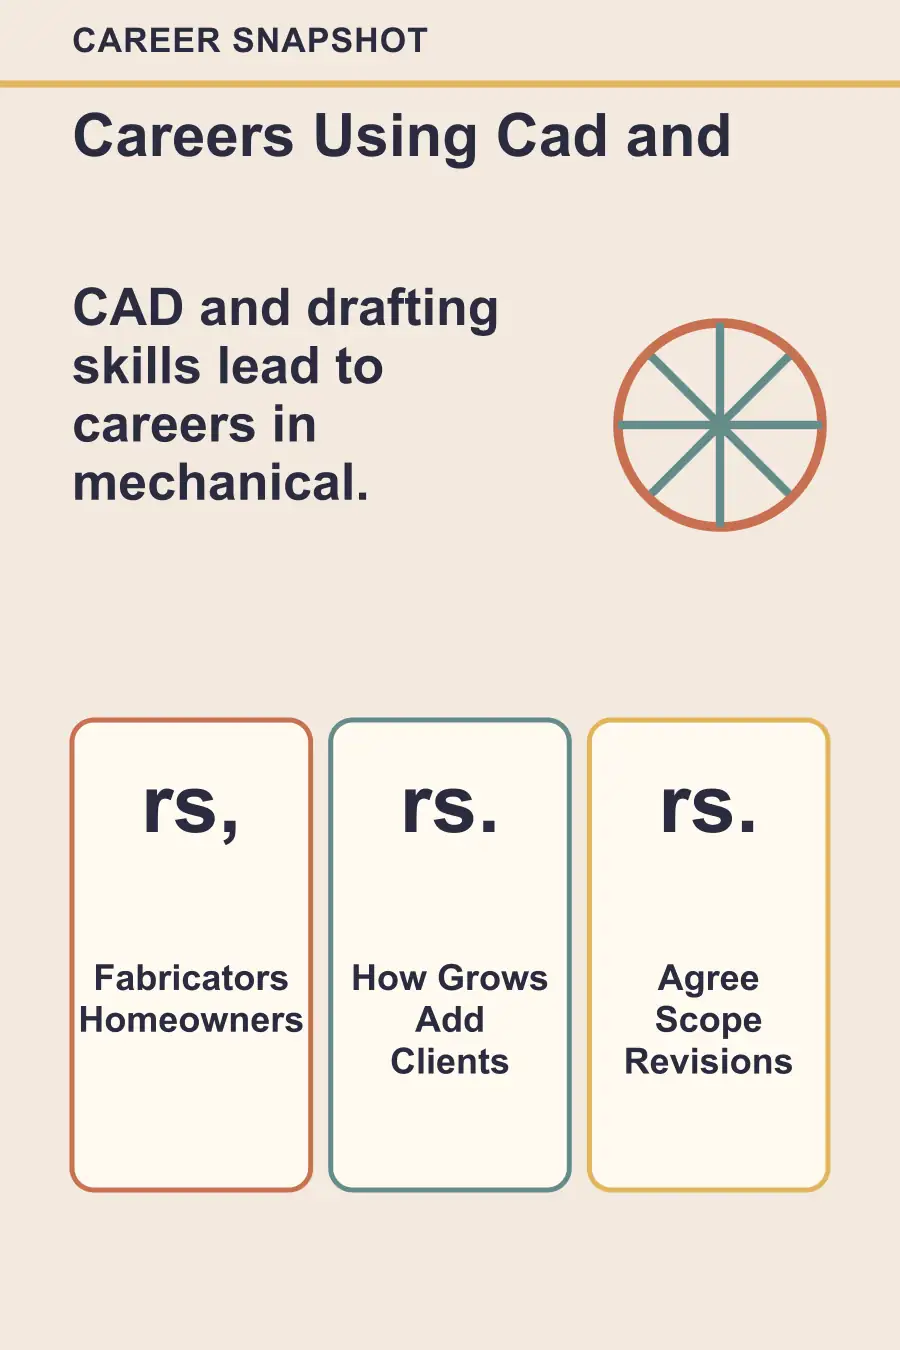 CAREER SNAPSHOT
Careers Using Cad and
CAD and drafting
skills lead to
careers in
mechanical.
rs,
Fabricators
Homeowners
rs.
How Grows
Add
Clients
rs.
Agree
Scope
Revisions